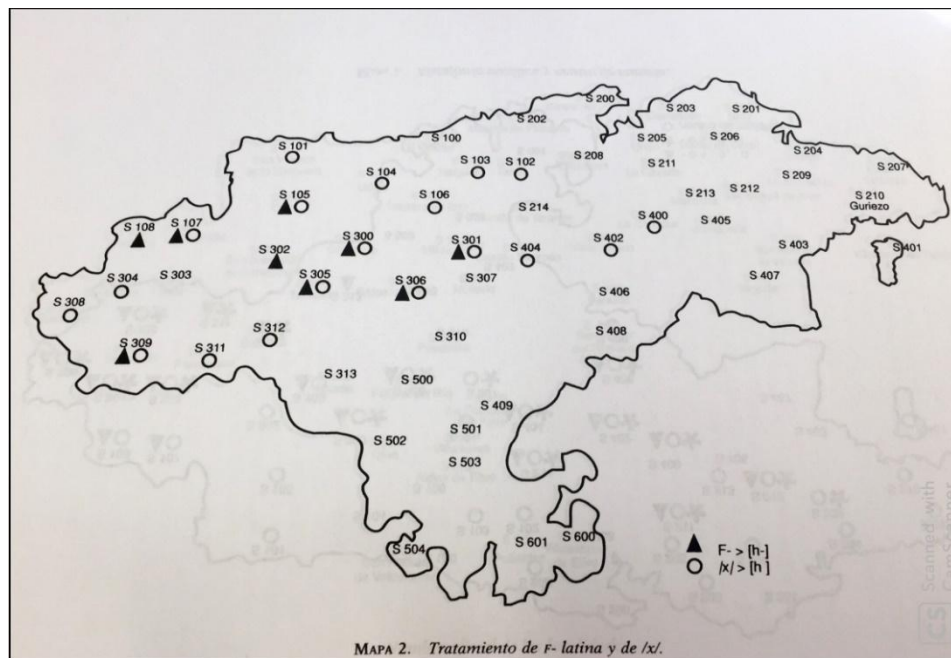 S 200
S 203
S 201
S 202
S 100
S 205
S 206
S 101
S 204
S 208
S 103
S 102
S 211
S 207
S 104
S 209
S 105
S 106
S 213
S 212
S 210
Guriezo
S 214
S 400
S 405
S 108
S 107
S 300
S 301
S 404
S 402
S 403
S 401
S 302
S 304
S 303
S 305
S 306
S 307
S 407
S 308
S 406
S 312
S 310
S 408
S 309
S 311
S 313
S 500
S 409
S 501
S 502
S 503
S 504
S 601
S 600
F- > [h-]
/x/ > [h]
MAPA 2. Tratamiento de F- latina y de /x/.
CS Scanned with